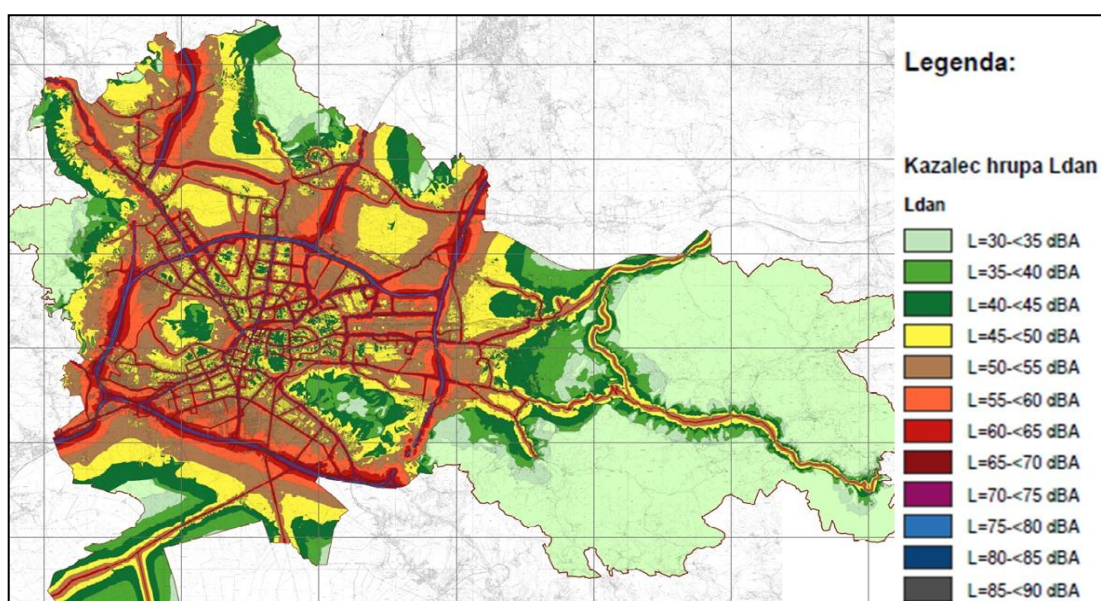 Legenda:
Kazalec hrupa Ldan
Ldan
L=30-<35 dBA
L=35-<40 dBA
L=40-<45 dBA
L=45-<50 dBA
L=50-<55 dBA
L=55-<60 dBA
L=60-<65 dBA
L=65-<70 dBA
L=70-<75 dBA
L=75-<80 dBA
L=80-<85 dBA
L=85-<90 dBA